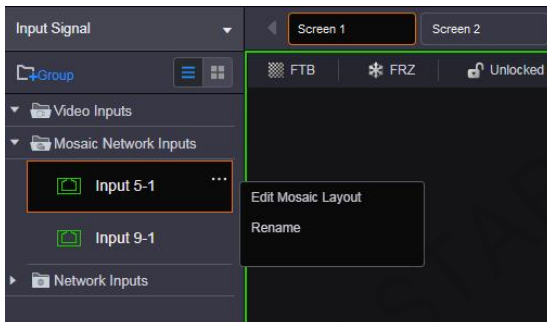 Input Signal
Screen 1
Screen 2
Group
FTB
FRZ
Unlocked
Video Inputs
Mosaic Network Inputs
Input 5-1
Edit Mosaic Layout
Rename
Input 9-1
Network Inputs
STAR